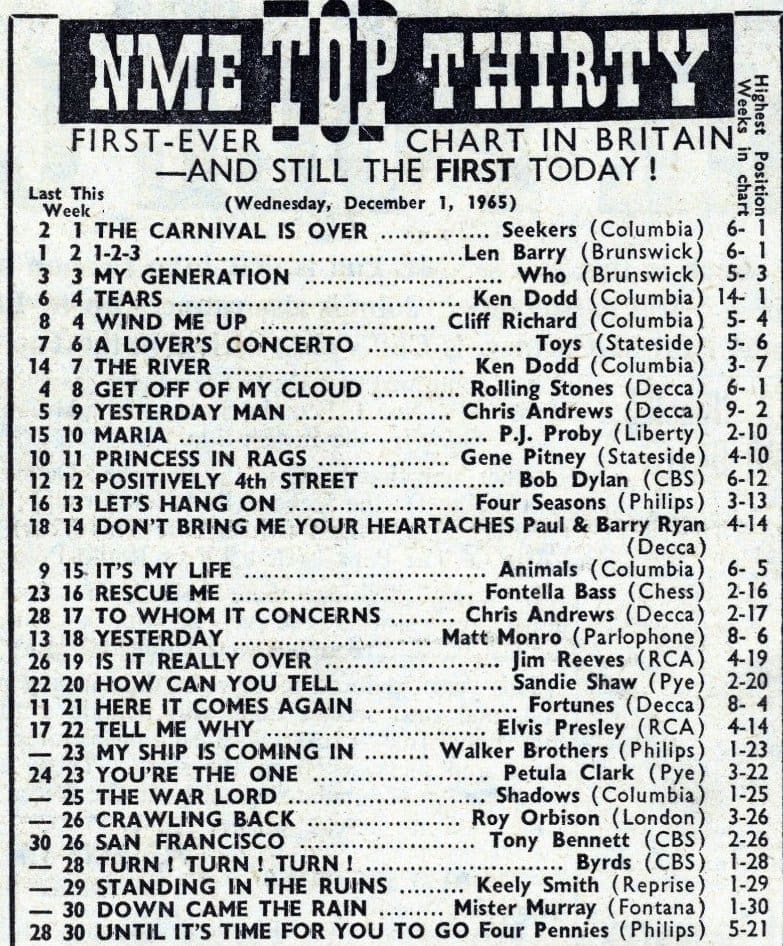 NME TOP THIRTY
FIRST-EVER CHART IN BRITAIN
—AND STILL THE FIRST TODAY!
Last This
Week
(Wednesday, December 1, 1965)
Weeks in chart
Highest Position
2 1 THE CARNIVAL IS OVER ............... Seekers (Columbia) 6- 1
1 2 1-2-3 ...............Len Barry (Brunswick) 6- 1
3 3 MY GENERATION ............... Who (Brunswick) 5- 3
6 4 TEARS ............... Ken Dodd (Columbia) 14- 1
8 4 WIND ME UP ............... Cliff Richard (Columbia) 5- 4
7 6 A LOVER'S CONCERTO ............... Toys (Stateside) 5- 6
14 7 THE RIVER ............... Ken Dodd (Columbia) 3- 7
4 8 GET OFF OF MY CLOUD ............ Rolling Stones (Decca) 6- 1
5 9 YESTERDAY MAN ............... Chris Andrews (Decca) 9- 2
15 10 MARIA ............... P.J. Proby (Liberty) 2-10
10 11 PRINCESS IN RAGS ............... Gene Pitney (Stateside) 4-10
12 12 POSITIVELY 4th STREET ............... Bob Dylan (CBS) 6-12
16 13 LET'S HANG ON ............... Four Seasons (Philips) 3-13
18 14 DON'T BRING ME YOUR HEARTACHES Paul & Barry Ryan 4-14
(Decca)
9 15 IT'S MY LIFE ............... Animals (Columbia) 6- 5
23 16 RESCUE ME ............... Fontella Bass (Chess) 2-16
28 17 TO WHOM IT CONCERNS ......... Chris Andrews (Decca) 2-17
13 18 YESTERDAY ............... Matt Monro (Parlophone) 8- 6
26 19 IS IT REALLY OVER ............... Jim Reeves (RCA) 4-19
22 20 HOW CAN YOU TELL ............... Sandie Shaw (Pye) 2-20
11 21 HERE IT COMES AGAIN ............... Fortunes (Decca) 8- 4
17 22 TELL ME WHY ............... Elvis Presley (RCA) 4-14
— 23 MY SHIP IS COMING IN ......... Walker Brothers (Philips) 1-23
24 23 YOU'RE THE ONE ............... Petula Clark (Pye) 3-22
— 25 THE WAR LORD ............... Shadows (Columbia) 1-25
— 26 CRAWLING BACK ............... Roy Orbison (London) 3-26
30 26 SAN FRANCISCO ............... Tony Bennett (CBS) 2-26
— 28 TURN! TURN! TURN! ............... Byrds (CBS) 1-28
— 29 STANDING IN THE RUINS ......... Keely Smith (Reprise) 1-29
— 30 DOWN CAME THE RAIN ......... Mister Murray (Fontana) 1-30
28 30 UNTIL IT'S TIME FOR YOU TO GO Four Pennies (Philips) 5-21